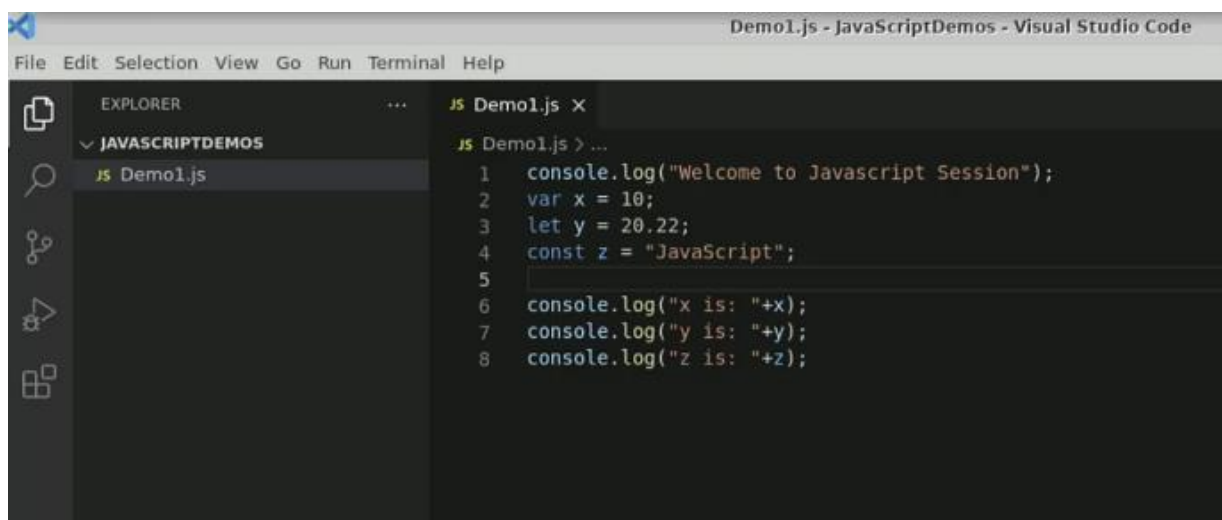 Demo1.js - JavaScriptDemos - Visual Studio Code
File Edit Selection View Go Run Terminal Help
EXPLORER ...
JAVASCRIPTDEMOS
JS Demo1.js
JS Demo1.js ×
JS Demo1.js > ...
1 console.log("Welcome to Javascript Session");
2 var x = 10;
3 let y = 20.22;
4 const z = "JavaScript";
5
6 console.log("x is: "+x);
7 console.log("y is: "+y);
8 console.log("z is: "+z);